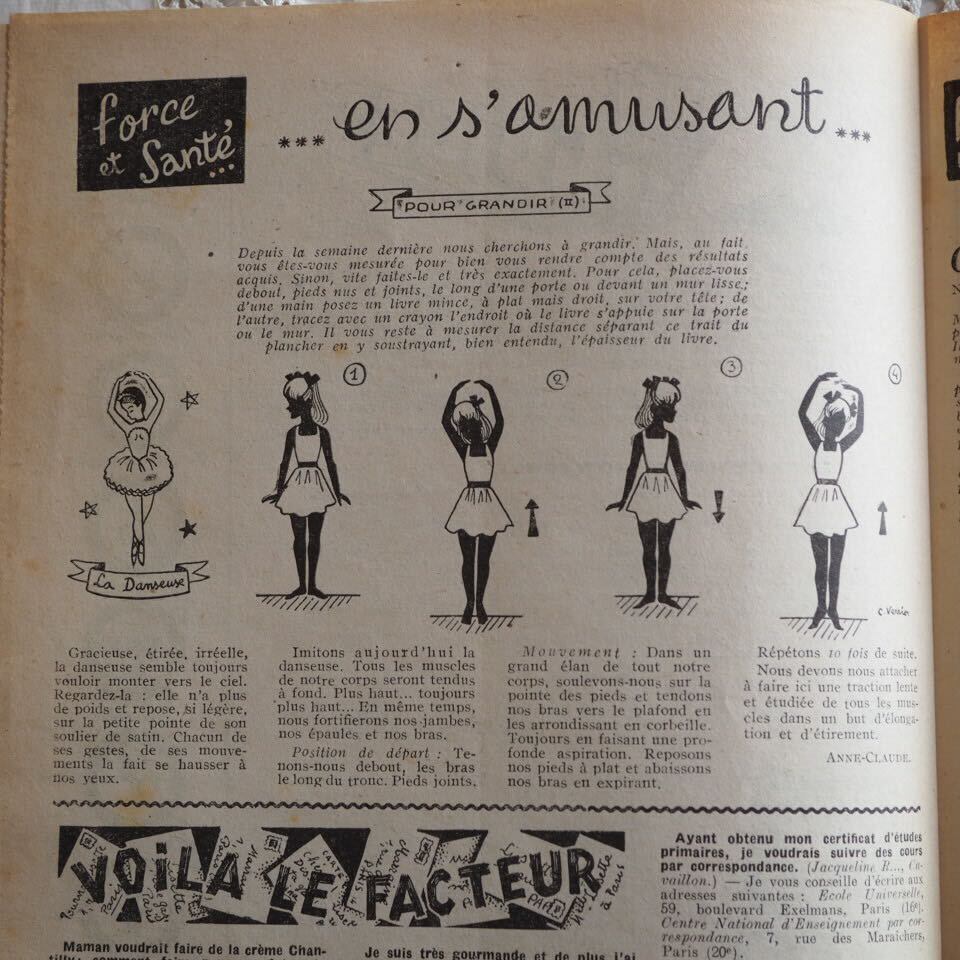 force
et Santé...
... en s'amusant ...
"POUR" GRANDIR (II)
Depuis la semaine dernière nous cherchons à grandir. Mais, au fait,
vous êtes-vous mesurée pour bien vous rendre compte des résultats
acquis. Sinon, vite faites-le et très exactement. Pour cela, placez-vous
debout, pieds nus et joints, le long d'une porte ou devant un mur lisse;
d'une main posez un livre mince, à plat mais droit, sur votre tête; de
l'autre, tracez avec un crayon l'endroit où le livre s'appuie sur la porte
ou le mur. Il vous reste à mesurer la distance séparant ce trait du
plancher en y soustrayant, bien entendu, l'épaisseur du livre.
1
2
3
4
La Danseuse
Gracieuse, étirée, irréelle,
la danseuse semble toujours
vouloir monter vers le ciel.
Regardez-la : elle n'a plus
de poids et repose, si légère,
sur la petite pointe de son
soulier de satin. Chacun de
ses gestes, de ses mouve-
ments la fait se hausser à
nos yeux.
Imitons aujourd'hui la
danseuse. Tous les muscles
de notre corps seront tendus
à fond. Plus haut... toujours
plus haut... En même temps,
nous fortifierons nos jambes,
nos épaules et nos bras.
Position de départ : Te-
nons-nous debout, les bras
le long du tronc. Pieds joints.
Mouvement : Dans un
grand élan de tout notre
corps, soulevons-nous sur la
pointe des pieds et tendons
nos bras vers le plafond en
les arrondissant en corbeille.
Toujours en faisant une pro-
fonde aspiration. Reposons
nos pieds à plat et abaissons
nos bras en expirant.
Répétons 10 fois de suite.
Nous devons nous attacher
à faire ici une traction lente
et étudiée de tous les mus-
cles dans un but d'élonga-
tion et d'étirement.
ANNE-CLAUDE.
VOILA LE FACTEUR
Maman voudrait faire de la crème Chan-
tilly; comment faire
Je suis très gourmande et de plus j'ai
Ayant obtenu mon certificat d'études
primaires, je voudrais suivre des cours
par correspondance. (Jacqueline R..., Ca-
vaillon.) — Je vous conseille d'écrire aux
adresses suivantes : École Universelle,
59, boulevard Exelmans, Paris (16e).
Centre National d'Enseignement par cor-
respondance, 7, rue des Maraîchers,
Paris (20e).